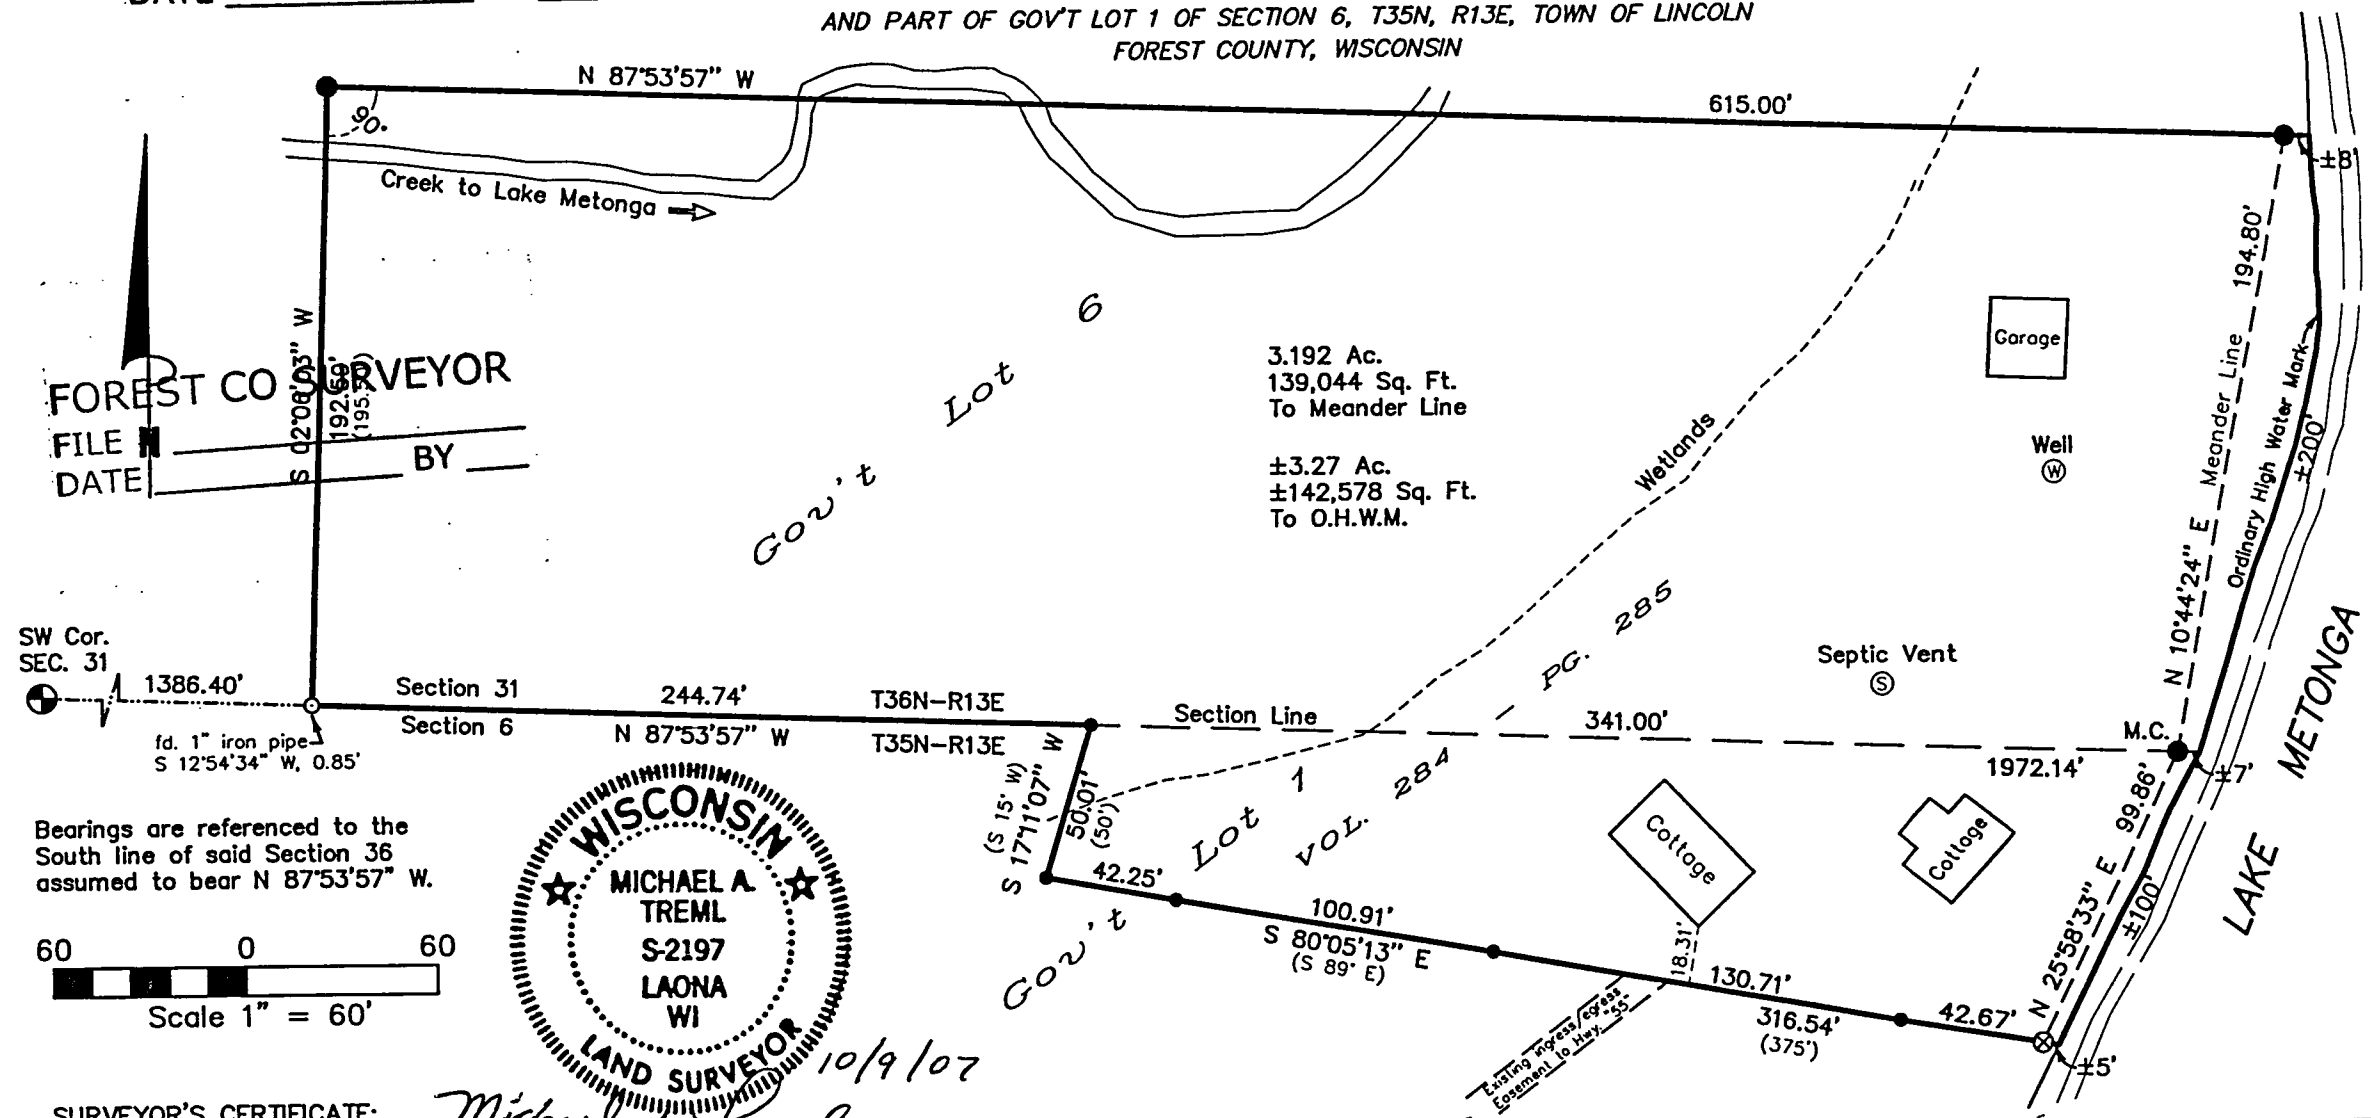 DATE
AND PART OF GOV'T LOT 1 OF SECTION 6, T35N, R13E, TOWN OF LINCOLN
FOREST COUNTY, WISCONSIN
N 87°53'57" W
615.00'
90°
±8'
Creek to Lake Metonga
194.80'
Gov't Lot 6
S 02°06'03" W
192.59'
FOREST CO SURVEYOR
FILE N
BY
DATE
3.192 Ac.
139,044 Sq. Ft.
To Meander Line
±3.27 Ac.
±142,578 Sq. Ft.
To O.H.W.M.
Garage
Well
W
Wetlands
Meander Line
N 10°44'24" E
Ordinary High Water Mark
±200'
SW Cor.
SEC. 31
1386.40'
Section 31
Section 6
244.74'
N 87°53'57" W
T36N-R13E
T35N-R13E
Section Line
341.00'
M.C.
1972.14'
±7'
Septic Vent
S
fd. 1" iron pipe
S 12°54'34" W, 0.85'
(S 15° W)
S 17°11'07" W
50.01'
(50')
Gov't Lot 1
VOL. 284
PG. 285
Cottage
Cottage
99.86'
N 25°58'33" E
±100'
LAKE METONGA
Bearings are referenced to the
South line of said Section 36
assumed to bear N 87°53'57" W.
60 0 60
Scale 1" = 60'
WISCONSIN
MICHAEL A.
TREML
S-2197
LAONA
WI
LAND SURVEYOR
10/9/07
42.25'
100.91'
S 80°05'13" E
(S 89° E)
18.31'
130.71'
316.54'
(375')
42.67'
±5'
Existing ingress/egress
Easement to Hwy. "55"
SURVEYOR'S CERTIFICATE: